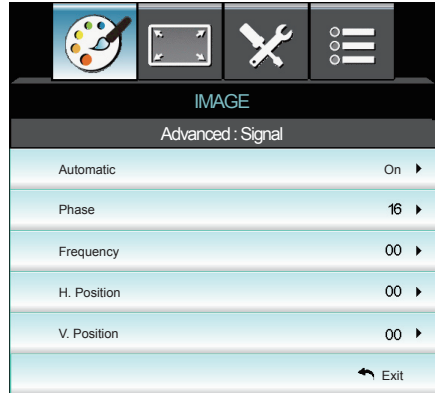 IMAGE
Advanced : Signal
Automatic On
Phase 16
Frequency 00
H. Position 00
V. Position 00
Exit